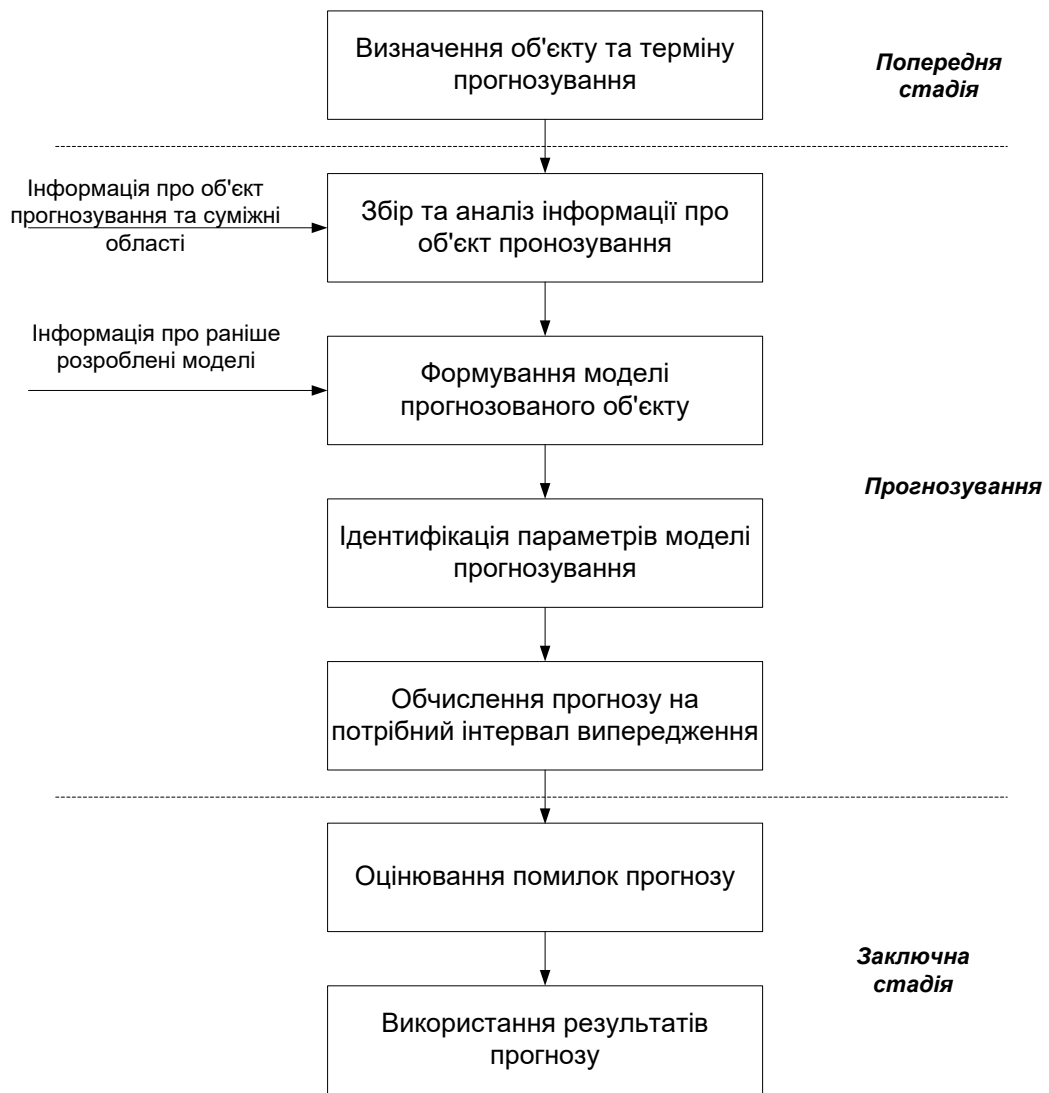 Визначення об'єкту та терміну
прогнозування
Попередня
стадія
Інформація про об'єкт
прогнозування та суміжні
області
Збір та аналіз інформації про
об'єкт пронозування
Інформація про раніше
розроблені моделі
Формування моделі
прогнозованого об'єкту
Прогнозування
Ідентифікація параметрів моделі
прогнозування
Обчислення прогнозу на
потрібний інтервал випередження
Оцінювання помилок прогнозу
Заключна
стадія
Використання результатів
прогнозу